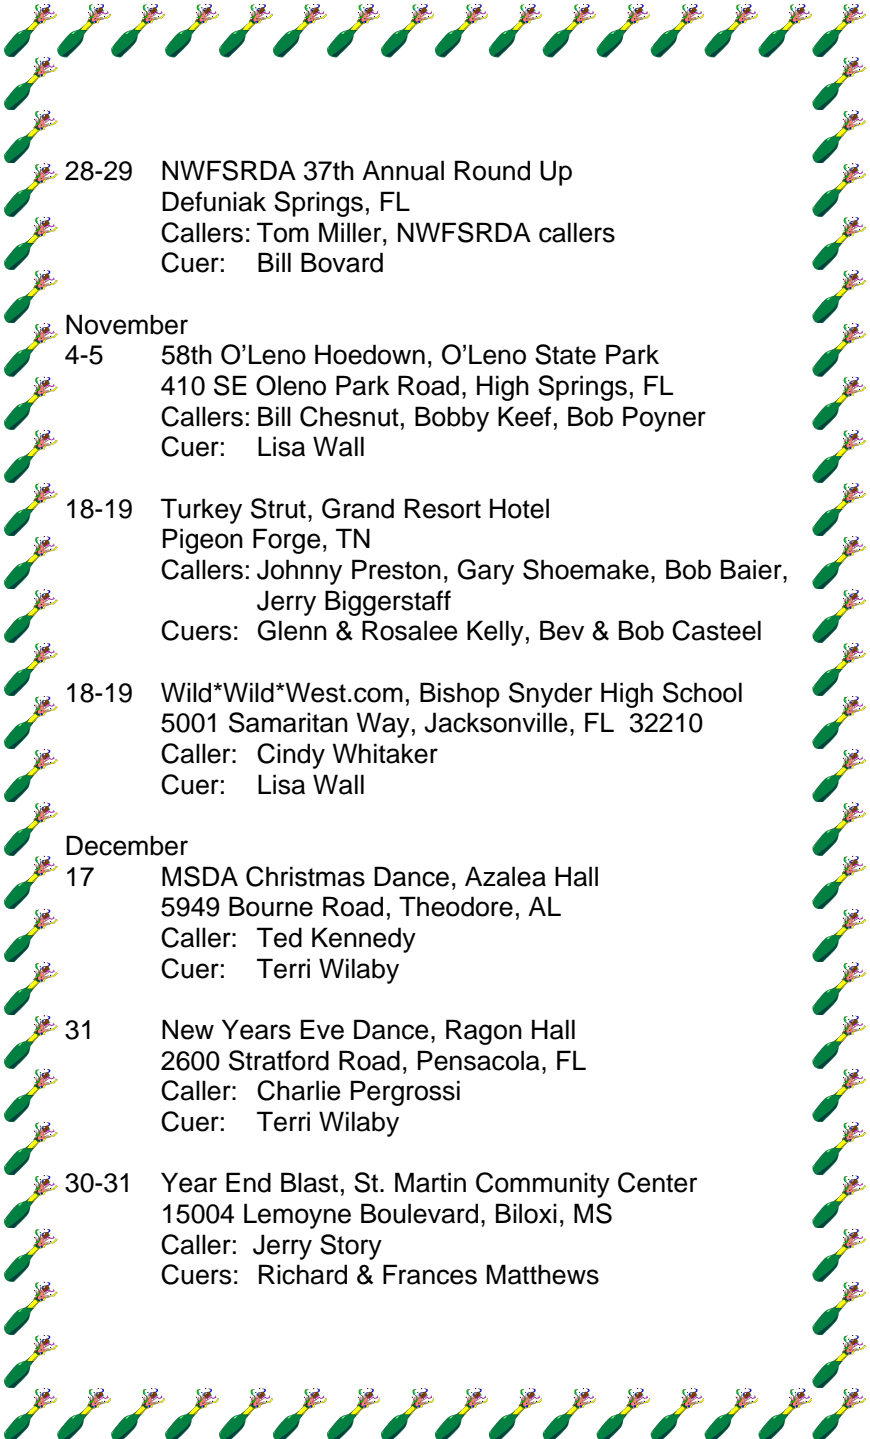 28-29 NWFSRDA 37th Annual Round Up
Defuniak Springs, FL
Callers: Tom Miller, NWFSRDA callers
Cuer: Bill Bovard
November
4-5 58th O'Leno Hoedown, O'Leno State Park
410 SE Oleno Park Road, High Springs, FL
Callers: Bill Chesnut, Bobby Keef, Bob Poyner
Cuer: Lisa Wall
18-19 Turkey Strut, Grand Resort Hotel
Pigeon Forge, TN
Callers: Johnny Preston, Gary Shoemake, Bob Baier,
Jerry Biggerstaff
Cuers: Glenn & Rosalee Kelly, Bev & Bob Casteel
18-19 Wild*Wild*West.com, Bishop Snyder High School
5001 Samaritan Way, Jacksonville, FL 32210
Caller: Cindy Whitaker
Cuer: Lisa Wall
December
17 MSDA Christmas Dance, Azalea Hall
5949 Bourne Road, Theodore, AL
Caller: Ted Kennedy
Cuer: Terri Wilaby
31 New Years Eve Dance, Ragon Hall
2600 Stratford Road, Pensacola, FL
Caller: Charlie Pergrossi
Cuer: Terri Wilaby
30-31 Year End Blast, St. Martin Community Center
15004 Lemoyne Boulevard, Biloxi, MS
Caller: Jerry Story
Cuers: Richard & Frances Matthews